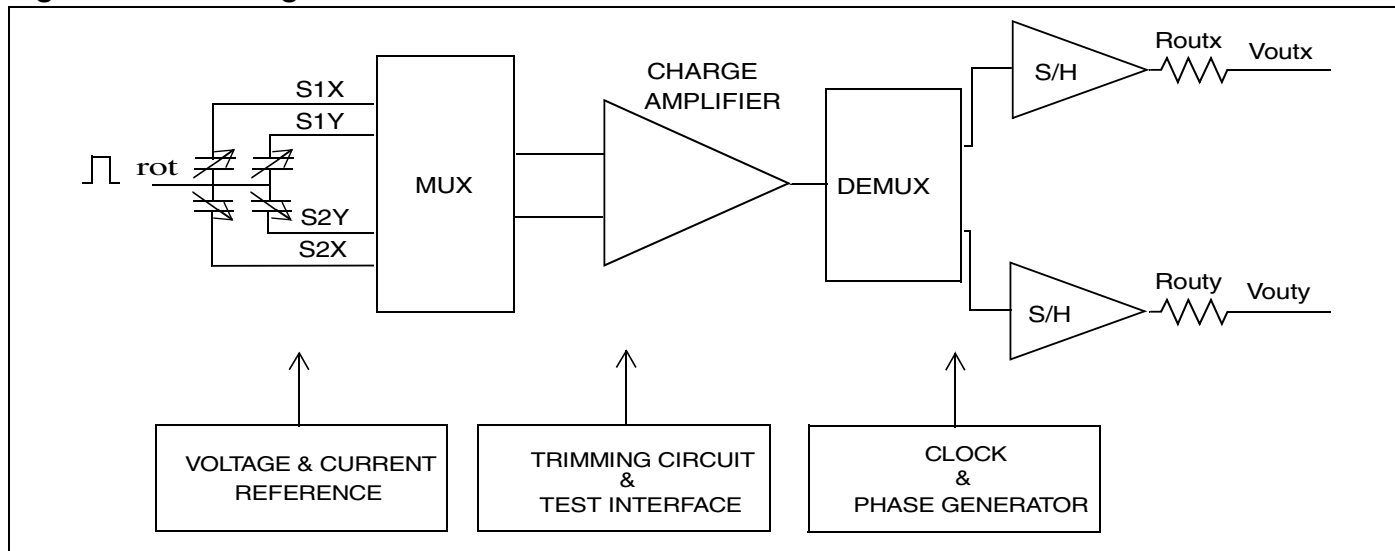 S1X
S1Y
rot
S2Y
S2X
MUX
CHARGE
AMPLIFIER
DEMUX
S/H
Routx
Voutx
S/H
Routy
Vouty
VOLTAGE & CURRENT
REFERENCE
TRIMMING CIRCUIT
&
TEST INTERFACE
CLOCK
&
PHASE GENERATOR